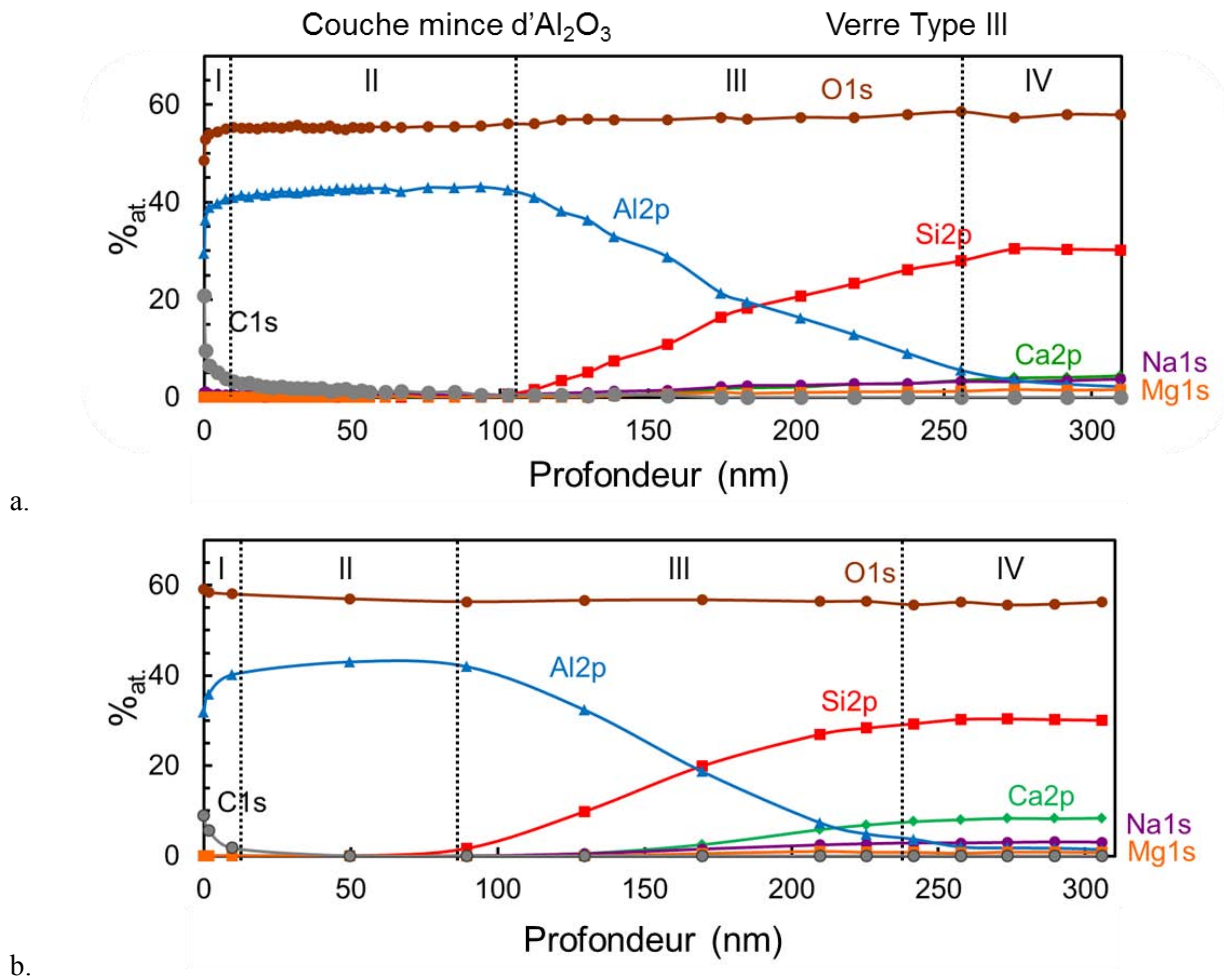 Couche mince d'Al₂O₃ Verre Type III
I II III IV
O1s
60
Al2p
40
%at.
Si2p
20
C1s
Ca2p
Na1s
Mg1s
0
0 50 100 150 200 250 300
Profondeur (nm)
a.
I II III IV
O1s
60
Al2p
40
%at.
Si2p
20
C1s
Ca2p
Na1s
Mg1s
0
0 50 100 150 200 250 300
Profondeur (nm)
b.